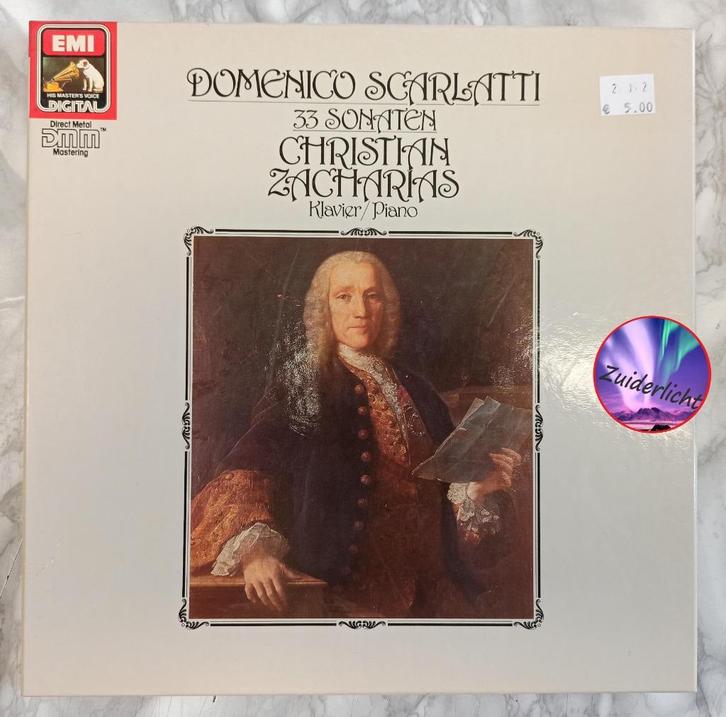 EMI
HIS MASTER'S VOICE
DIGITAL
Direct Metal
DMM™
Mastering
DOMENICO SCARLATTI
33 SONATEN
CHRISTIAN
ZACHARIAS
Klavier/Piano
€ 5.00
Zuiderlicht